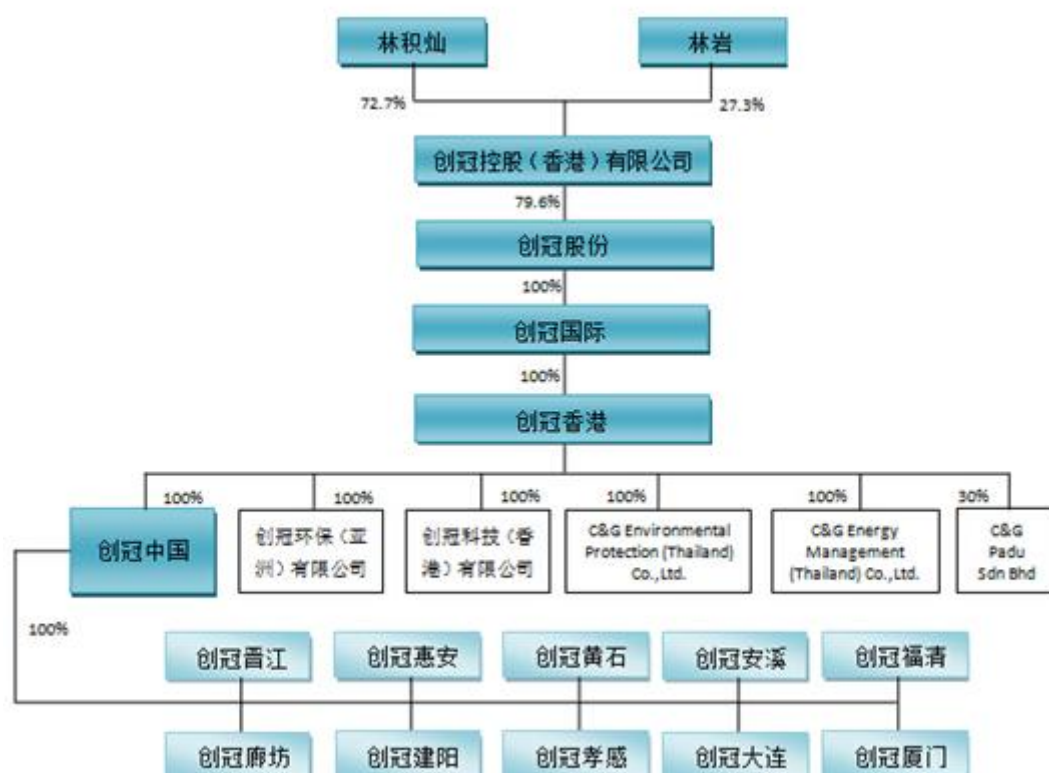 林积灿
林岩
72.7%
27.3%
创冠控股（香港）有限公司
79.6%
创冠股份
100%
创冠国际
100%
创冠香港
100%
100%
100%
100%
100%
30%
创冠中国
创冠环保（亚
洲）有限公司
创冠科技（香
港）有限公司
C&G Environmental
Protection (Thailand)
Co.,Ltd.
C&G Energy
Management
(Thailand) Co.,Ltd.
C&G
Padu
Sdn Bhd
100%
创冠晋江
创冠惠安
创冠黄石
创冠安溪
创冠福清
创冠廊坊
创冠建阳
创冠孝感
创冠大连
创冠厦门